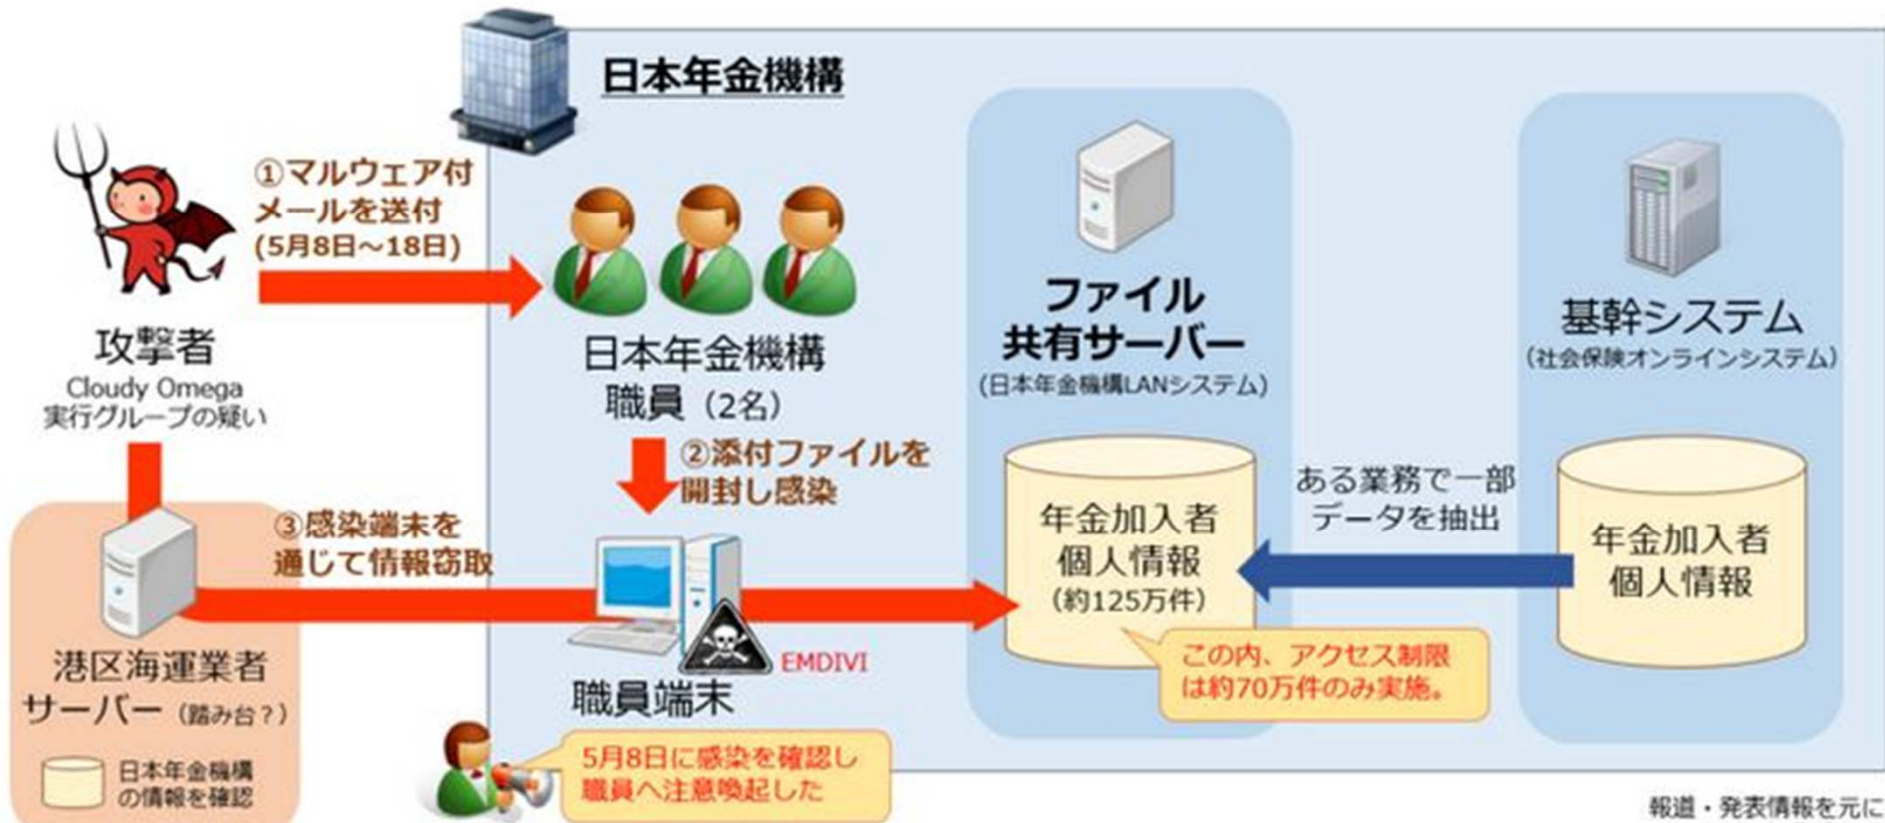 日本年金機構
①マルウェア付
メールを送付
(5月8日～18日)
攻撃者
Cloudy Omega
実行グループの疑い
日本年金機構
職員（2名）
②添付ファイルを
開封し感染
③感染端末を
通じて情報窃取
港区海運業者
サーバー（踏み台？）
日本年金機構
の情報を確認
EMDIVI
職員端末
5月8日に感染を確認し
職員へ注意喚起した
ファイル
共有サーバー
(日本年金機構LANシステム)
年金加入者
個人情報
（約125万件）
この内、アクセス制限
は約70万件のみ実施。
ある業務で一部
データを抽出
基幹システム
（社会保険オンラインシステム）
年金加入者
個人情報
報道・発表情報を元に